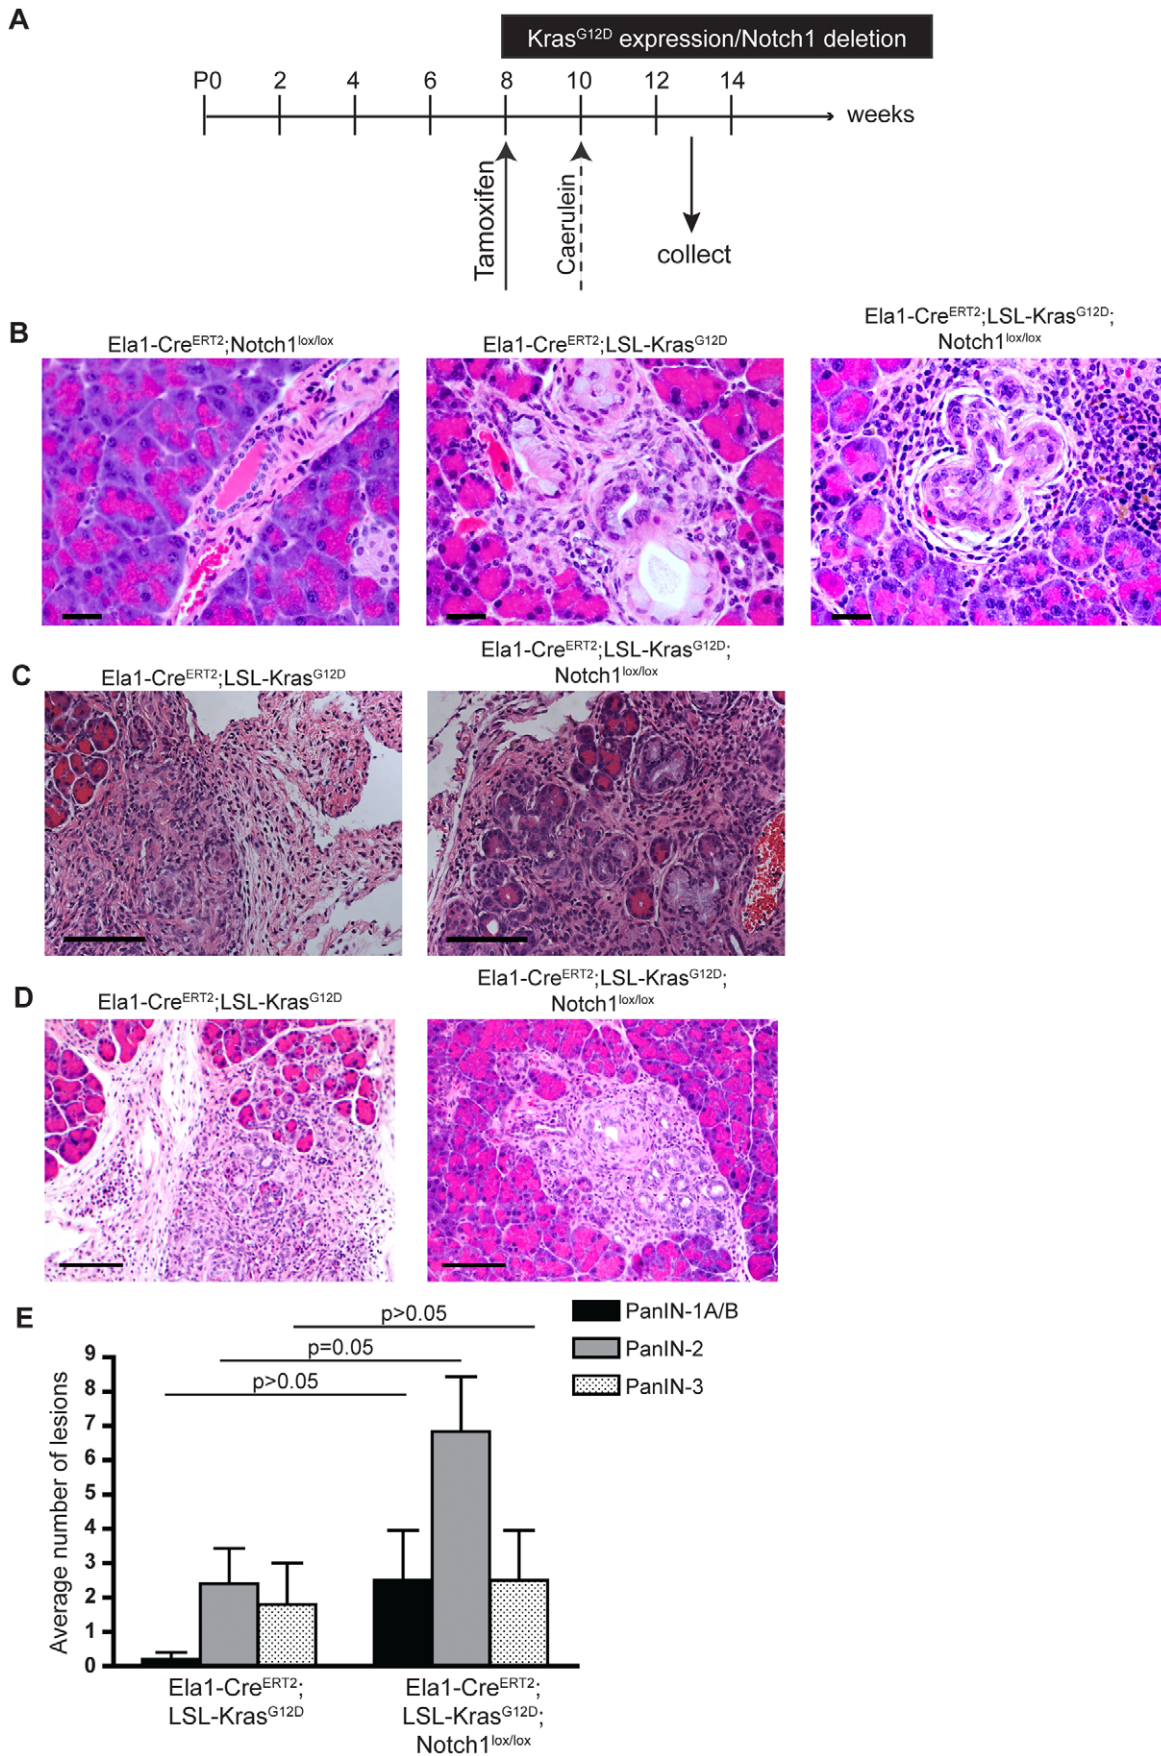 A
Kras^G12D expression/Notch1 deletion
P0 2 4 6 8 10 12 14
weeks
Tamoxifen
Caerulein
collect
B
Ela1-Cre^ERT2;Notch1^lox/lox
Ela1-Cre^ERT2;LSL-Kras^G12D
Ela1-Cre^ERT2;LSL-Kras^G12D;
Notch1^lox/lox
C
Ela1-Cre^ERT2;LSL-Kras^G12D
Ela1-Cre^ERT2;LSL-Kras^G12D;
Notch1^lox/lox
D
Ela1-Cre^ERT2;LSL-Kras^G12D
Ela1-Cre^ERT2;LSL-Kras^G12D;
Notch1^lox/lox
E
p>0.05
p=0.05
p>0.05
PanIN-1A/B
PanIN-2
PanIN-3
Average number of lesions
9
8
7
6
5
4
3
2
1
0
Ela1-Cre^ERT2;
LSL-Kras^G12D
Ela1-Cre^ERT2;
LSL-Kras^G12D;
Notch1^lox/lox